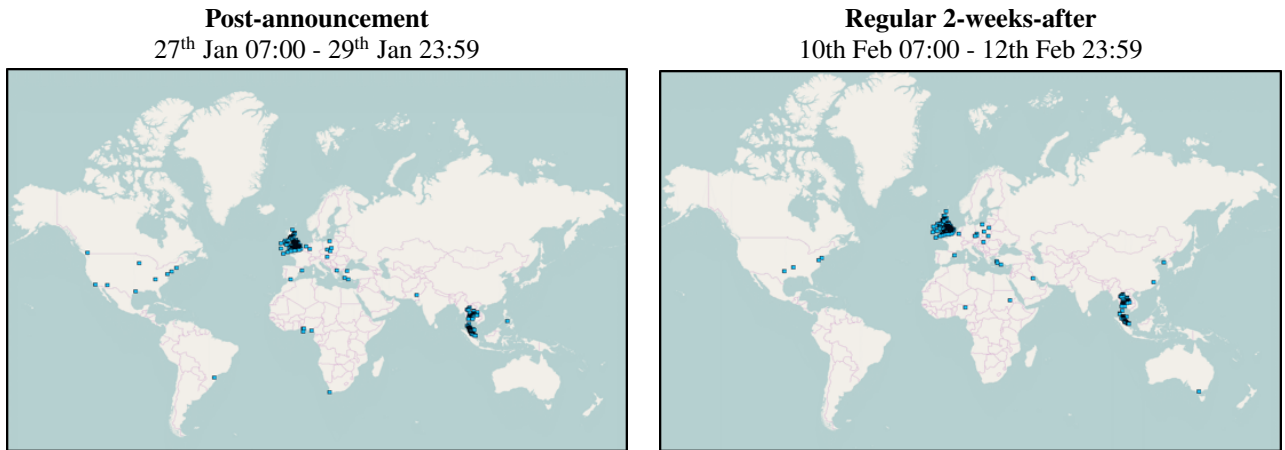 Post-announcement
27th Jan 07:00 - 29th Jan 23:59
Regular 2-weeks-after
10th Feb 07:00 - 12th Feb 23:59